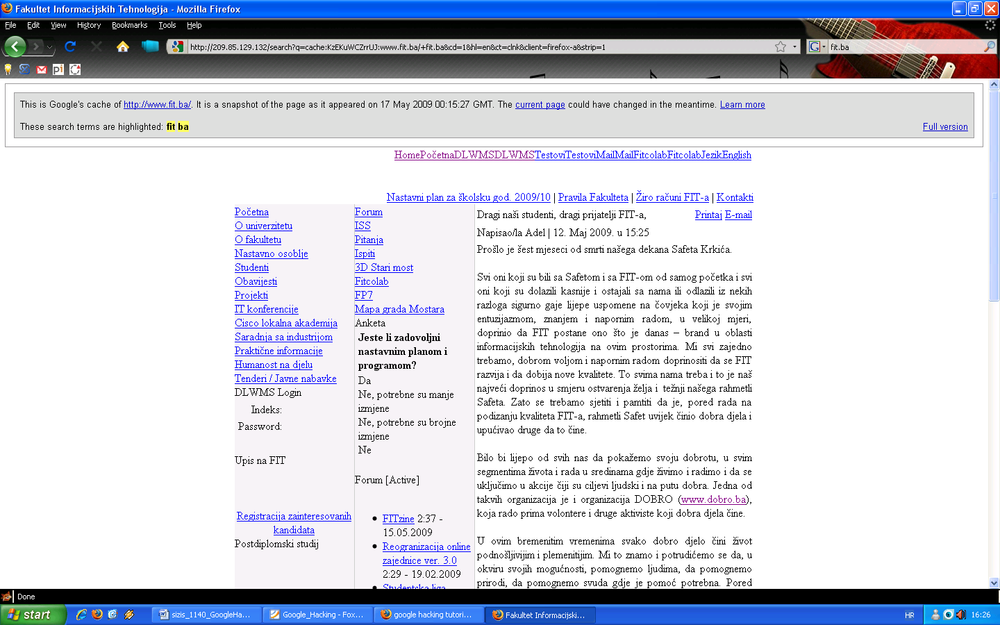 Fakultet Informacijskih Tehnologija - Mozilla Firefox
File Edit View History Bookmarks Tools Help
http://209.85.129.132/search?q=cache:KzEKuWCZrrUJ:www.fit.ba/+fit.ba&cd=1&hl=en&ct=clnk&client=firefox-a&strip=1
fit.ba
This is Google's cache of http://www.fit.ba/. It is a snapshot of the page as it appeared on 17 May 2009 00:15:27 GMT. The current page could have changed in the meantime. Learn more
These search terms are highlighted: fit ba
Full version
HomePočetnaDLWMSDLWMSTestoviTestoviMailMailFitcolabFitcolabJezikEnglish
Nastavni plan za školsku god. 2009/10 | Pravila Fakulteta | Žiro računi FIT-a | Kontakti
Početna
O univerzitetu
O fakultetu
Nastavno osoblje
Studenti
Obavijesti
Projekti
IT konferencije
Cisco lokalna akademija
Saradnja sa industrijom
Praktične informacije
Humanost na djelu
Tenderi / Javne nabavke
DLWMS Login
Indeks:
Password:
Upis na FIT
Registracija zainteresovanih
kandidata
Postdiplomski studij
Forum
ISS
Pitanja
Ispiti
3D Stari most
Fitcolab
FP7
Mapa grada Mostara
Anketa
Jeste li zadovoljni
nastavnim planom i
programom?
Da
Ne, potrebne su manje
izmjene
Ne, potrebne su brojne
izmjene
Ne
Forum [Active]
FITzine 2:37 -
15.05.2009
Reogranizacija online
zajednice ver. 3.0
2:29 - 19.02.2009
Studentska liga
Dragi naši studenti, dragi prijatelji FIT-a,
Printaj E-mail
Napisao/la Adel | 12. Maj 2009. u 15:25
Prošlo je šest mjeseci od smrti našega dekana Safeta Krkića.
Svi oni koji su bili sa Safetom i sa FIT-om od samog početka i svi
oni koji su dolazili kasnije i ostajali sa nama ili odlazili iz nekih
razloga sigurno gaje lijepe uspomene na čovjeka koji je svojim
entuzijazmom, znanjem i napornim radom, u velikoj mjeri,
doprinio da FIT postane ono što je danas – brand u oblasti
informacijskih tehnologija na ovim prostorima. Mi svi zajedno
trebamo, dobrom voljom i napornim radom doprinositi da se FIT
razvija i da dobija nove kvalitete. To svima nama treba i to je naš
najveći doprinos u smjeru ostvarenja želja i težnji našega rahmetli
Safeta. Zato se trebamo sjetiti i pamtiti da je, pored rada na
podizanju kvaliteta FIT-a, rahmetli Safet uvijek činio dobra djela i
upućivao druge da to čine.
Bilo bi lijepo od svih nas da pokažemo svoju dobrotu, u svim
segmentima života i rada u sredinama gdje živimo i radimo i da se
uključimo u akcije čiji su ciljevi ljudski i na putu dobra. Jedna od
takvih organizacija je i organizacija DOBRO (www.dobro.ba),
koja rado prima volontere i druge aktiviste koji dobra djela čine.
U ovim bremenitim vremenima svako dobro djelo čini život
podnošljivijim i plemenitijim. Mi to znamo i potrudićemo se da, u
okviru svojih mogućnosti, pomognemo ljudima, da pomognemo
prirodi, da pomognemo svuda gdje je pomoć potrebna. Pored
Done
start
sizis_1140_GoogleHa...
Google_Hacking - Fox...
google hacking tutori...
Fakultet Informacijski...
HR
16:26